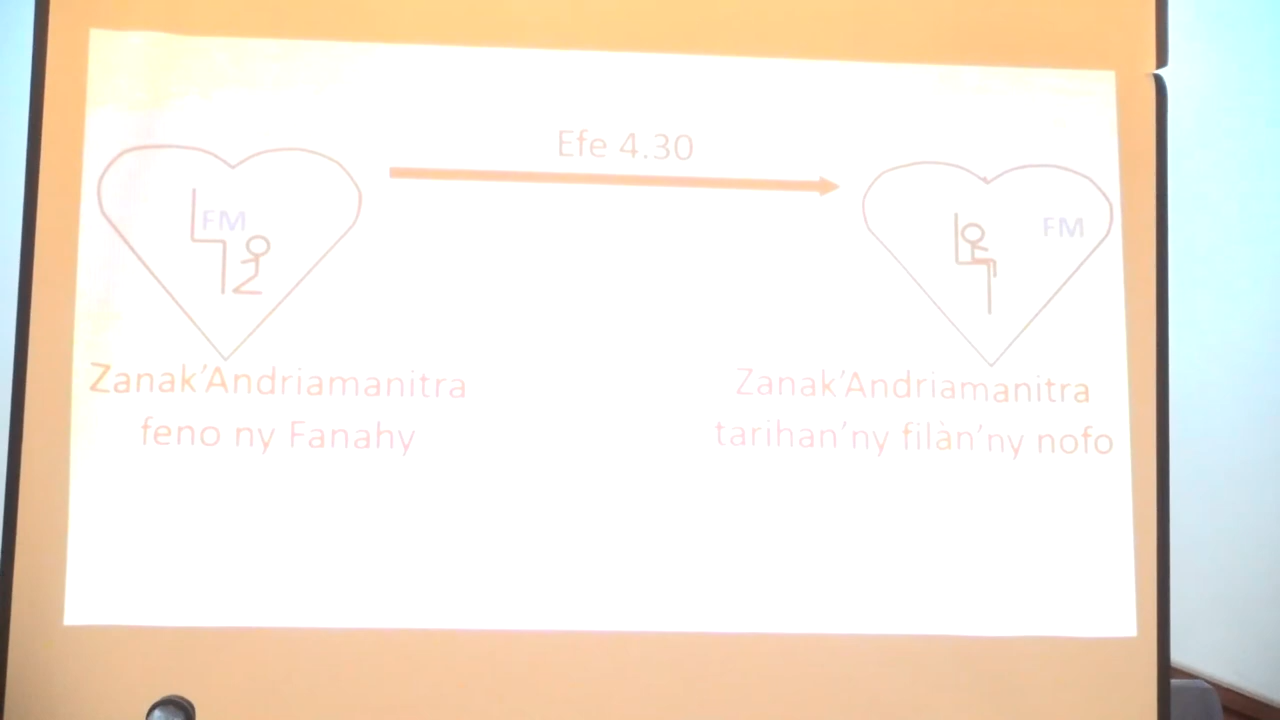 Efe 4.30
FM
FM
Zanak'Andriamanitra
feno ny Fanahy
Zanak'Andriamanitra
tarihan'ny filàn'ny nofo